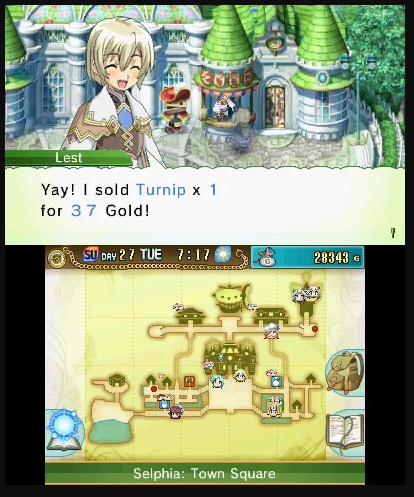 Lest
Yay! I sold Turnip x 1
for 37 Gold!
SU DAY 27 TUE 7:17
28343 G
Selphia: Town Square